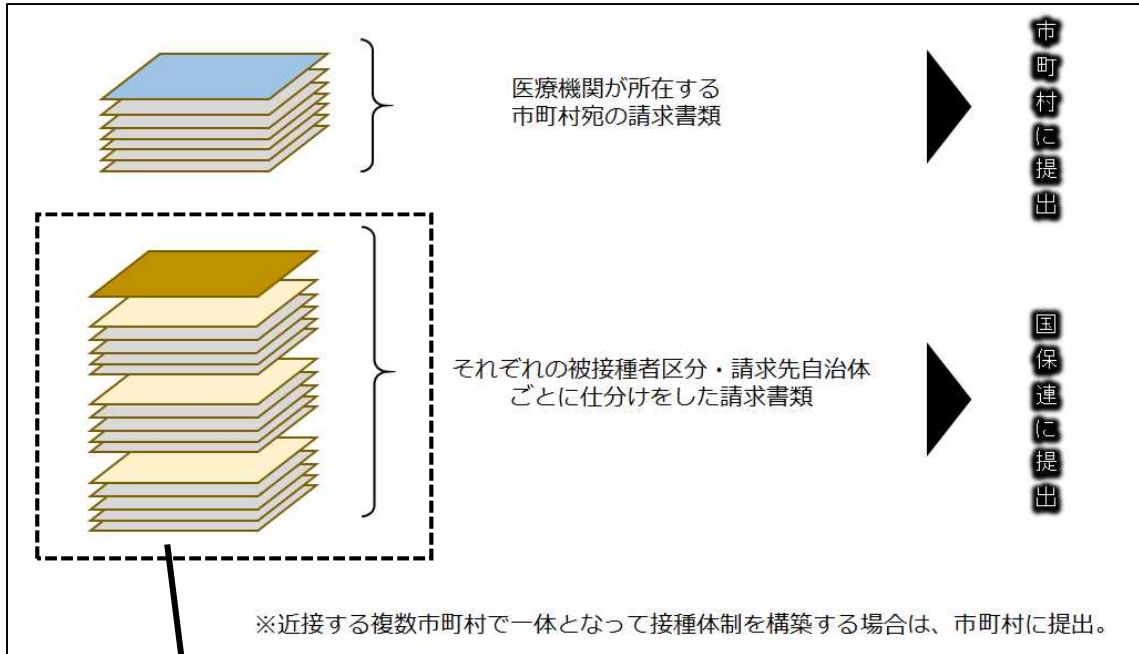 医療機関が所在する
市町村宛の請求書類
市町村に提出
それぞれの被接種者区分・請求先自治体
ごとに仕分けをした請求書類
国保連に提出
※近接する複数市町村で一体となって接種体制を構築する場合は、市町村に提出。